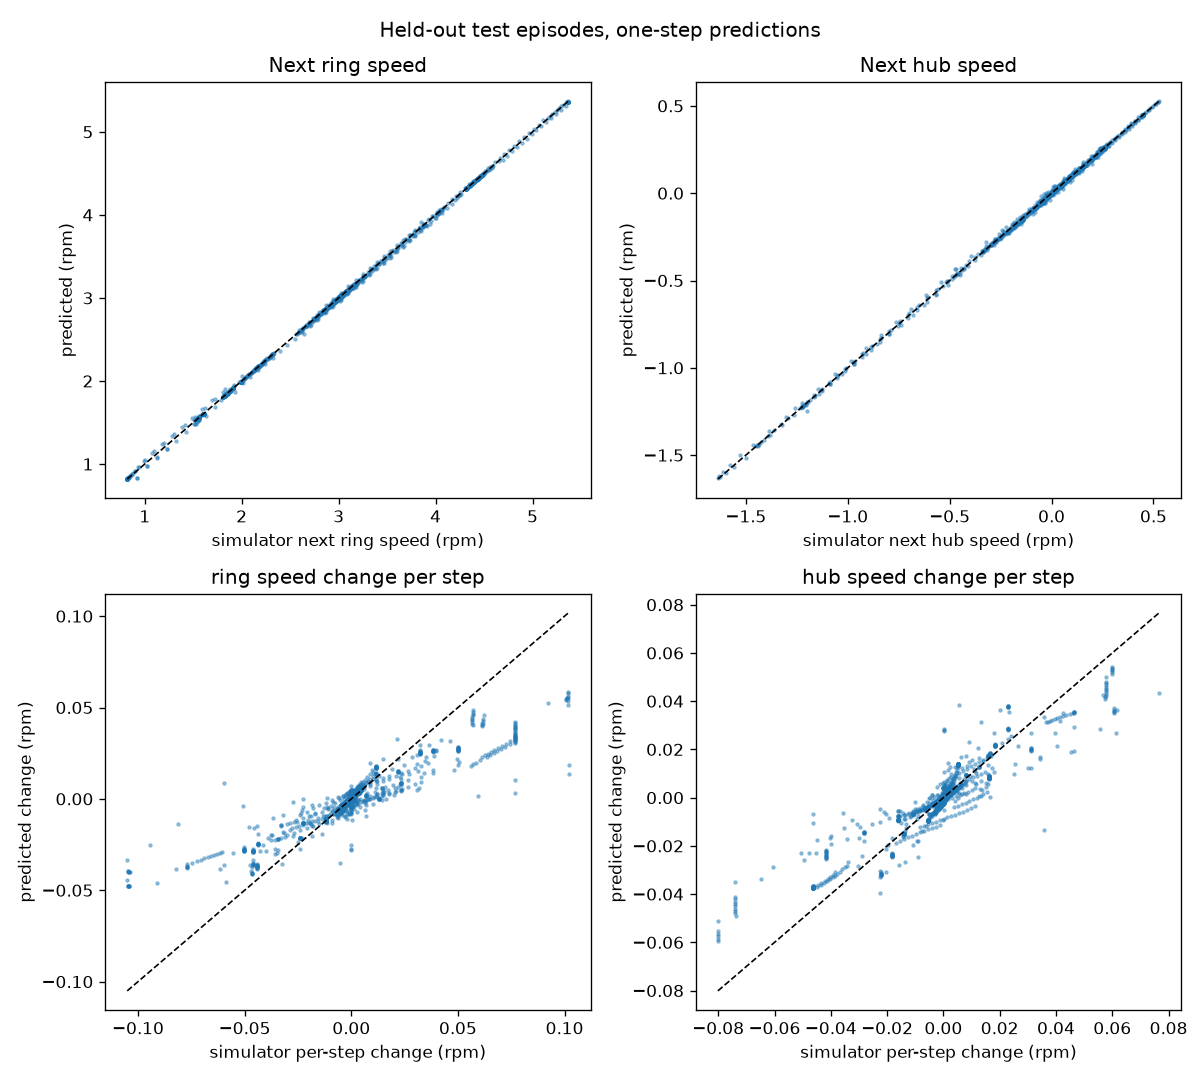 Held-out test episodes, one-step predictions
Next ring speed
predicted (rpm)
5
4
3
2
1
1 2 3 4 5
simulator next ring speed (rpm)
Next hub speed
predicted (rpm)
0.5
0.0
−0.5
−1.0
−1.5
−1.5 −1.0 −0.5 0.0 0.5
simulator next hub speed (rpm)
ring speed change per step
predicted change (rpm)
0.10
0.05
0.00
−0.05
−0.10
−0.10 −0.05 0.00 0.05 0.10
simulator per-step change (rpm)
hub speed change per step
predicted change (rpm)
0.08
0.06
0.04
0.02
0.00
−0.02
−0.04
−0.06
−0.08
−0.08 −0.06 −0.04 −0.02 0.00 0.02 0.04 0.06 0.08
simulator per-step change (rpm)